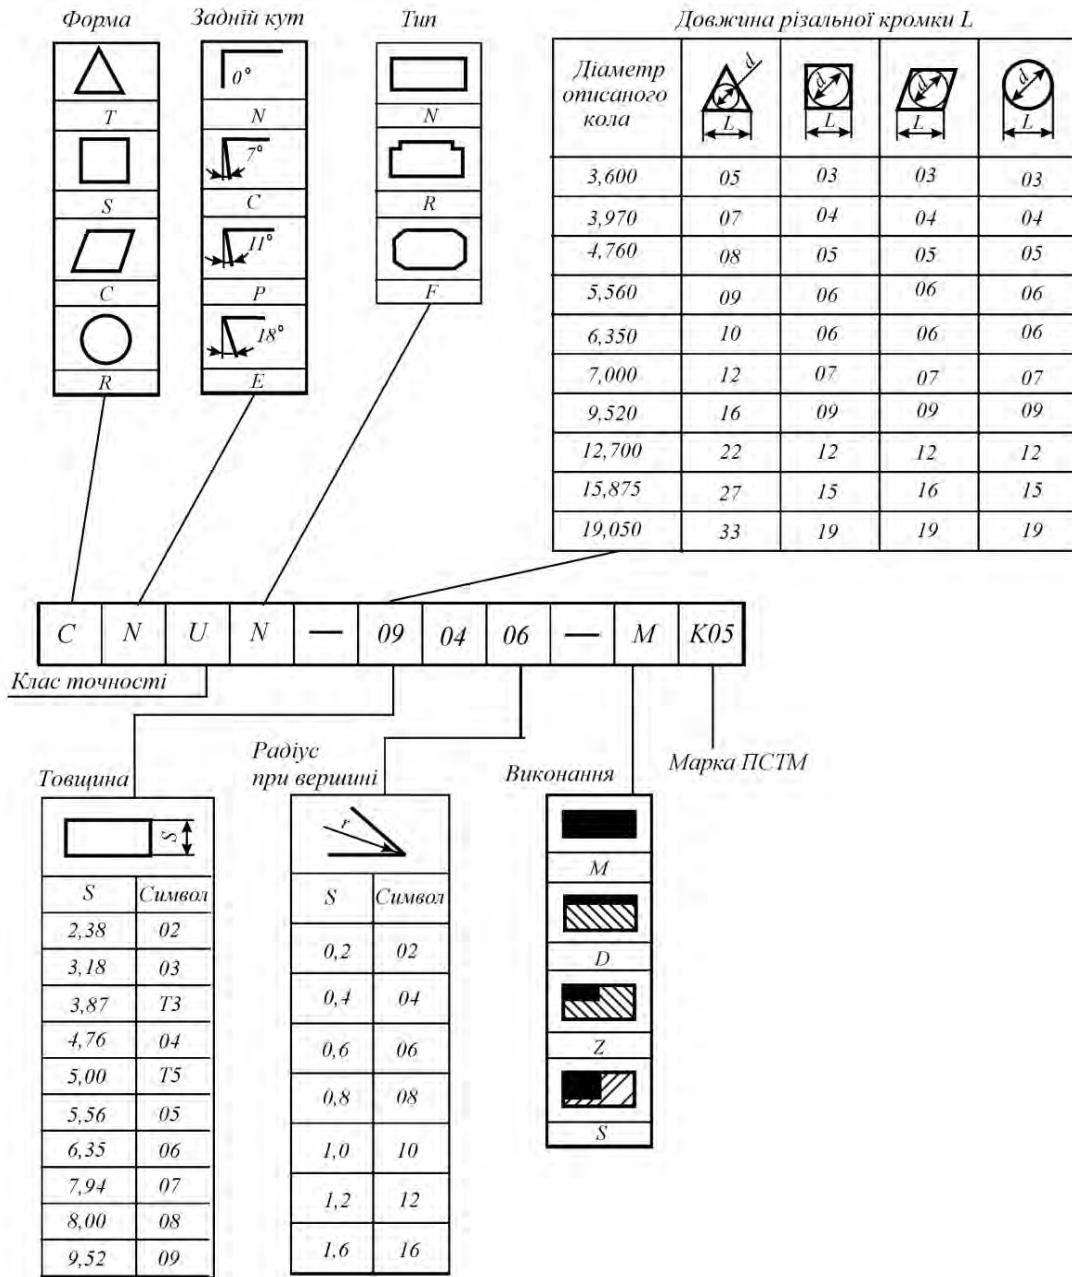 Форма
T
S
C
R
Задній кут
0°
N
7°
C
11°
P
18°
E
Тип
N
R
F
Довжина різальної кромки L
Діаметр описаного кола
d L d L d L d L
3,600 05 03 03 03
3,970 07 04 04 04
4,760 08 05 05 05
5,560 09 06 06 06
6,350 10 06 06 06
7,000 12 07 07 07
9,520 16 09 09 09
12,700 22 12 12 12
15,875 27 15 16 15
19,050 33 19 19 19
C N U N — 09 04 06 — M K05
Клас точності
Товщина
S
S Символ
2,38 02
3,18 03
3,87 T3
4,76 04
5,00 T5
5,56 05
6,35 06
7,94 07
8,00 08
9,52 09
Радіус
при вершині
r
S Символ
0,2 02
0,4 04
0,6 06
0,8 08
1,0 10
1,2 12
1,6 16
Виконання
M
D
Z
S
Марка ПСТМ